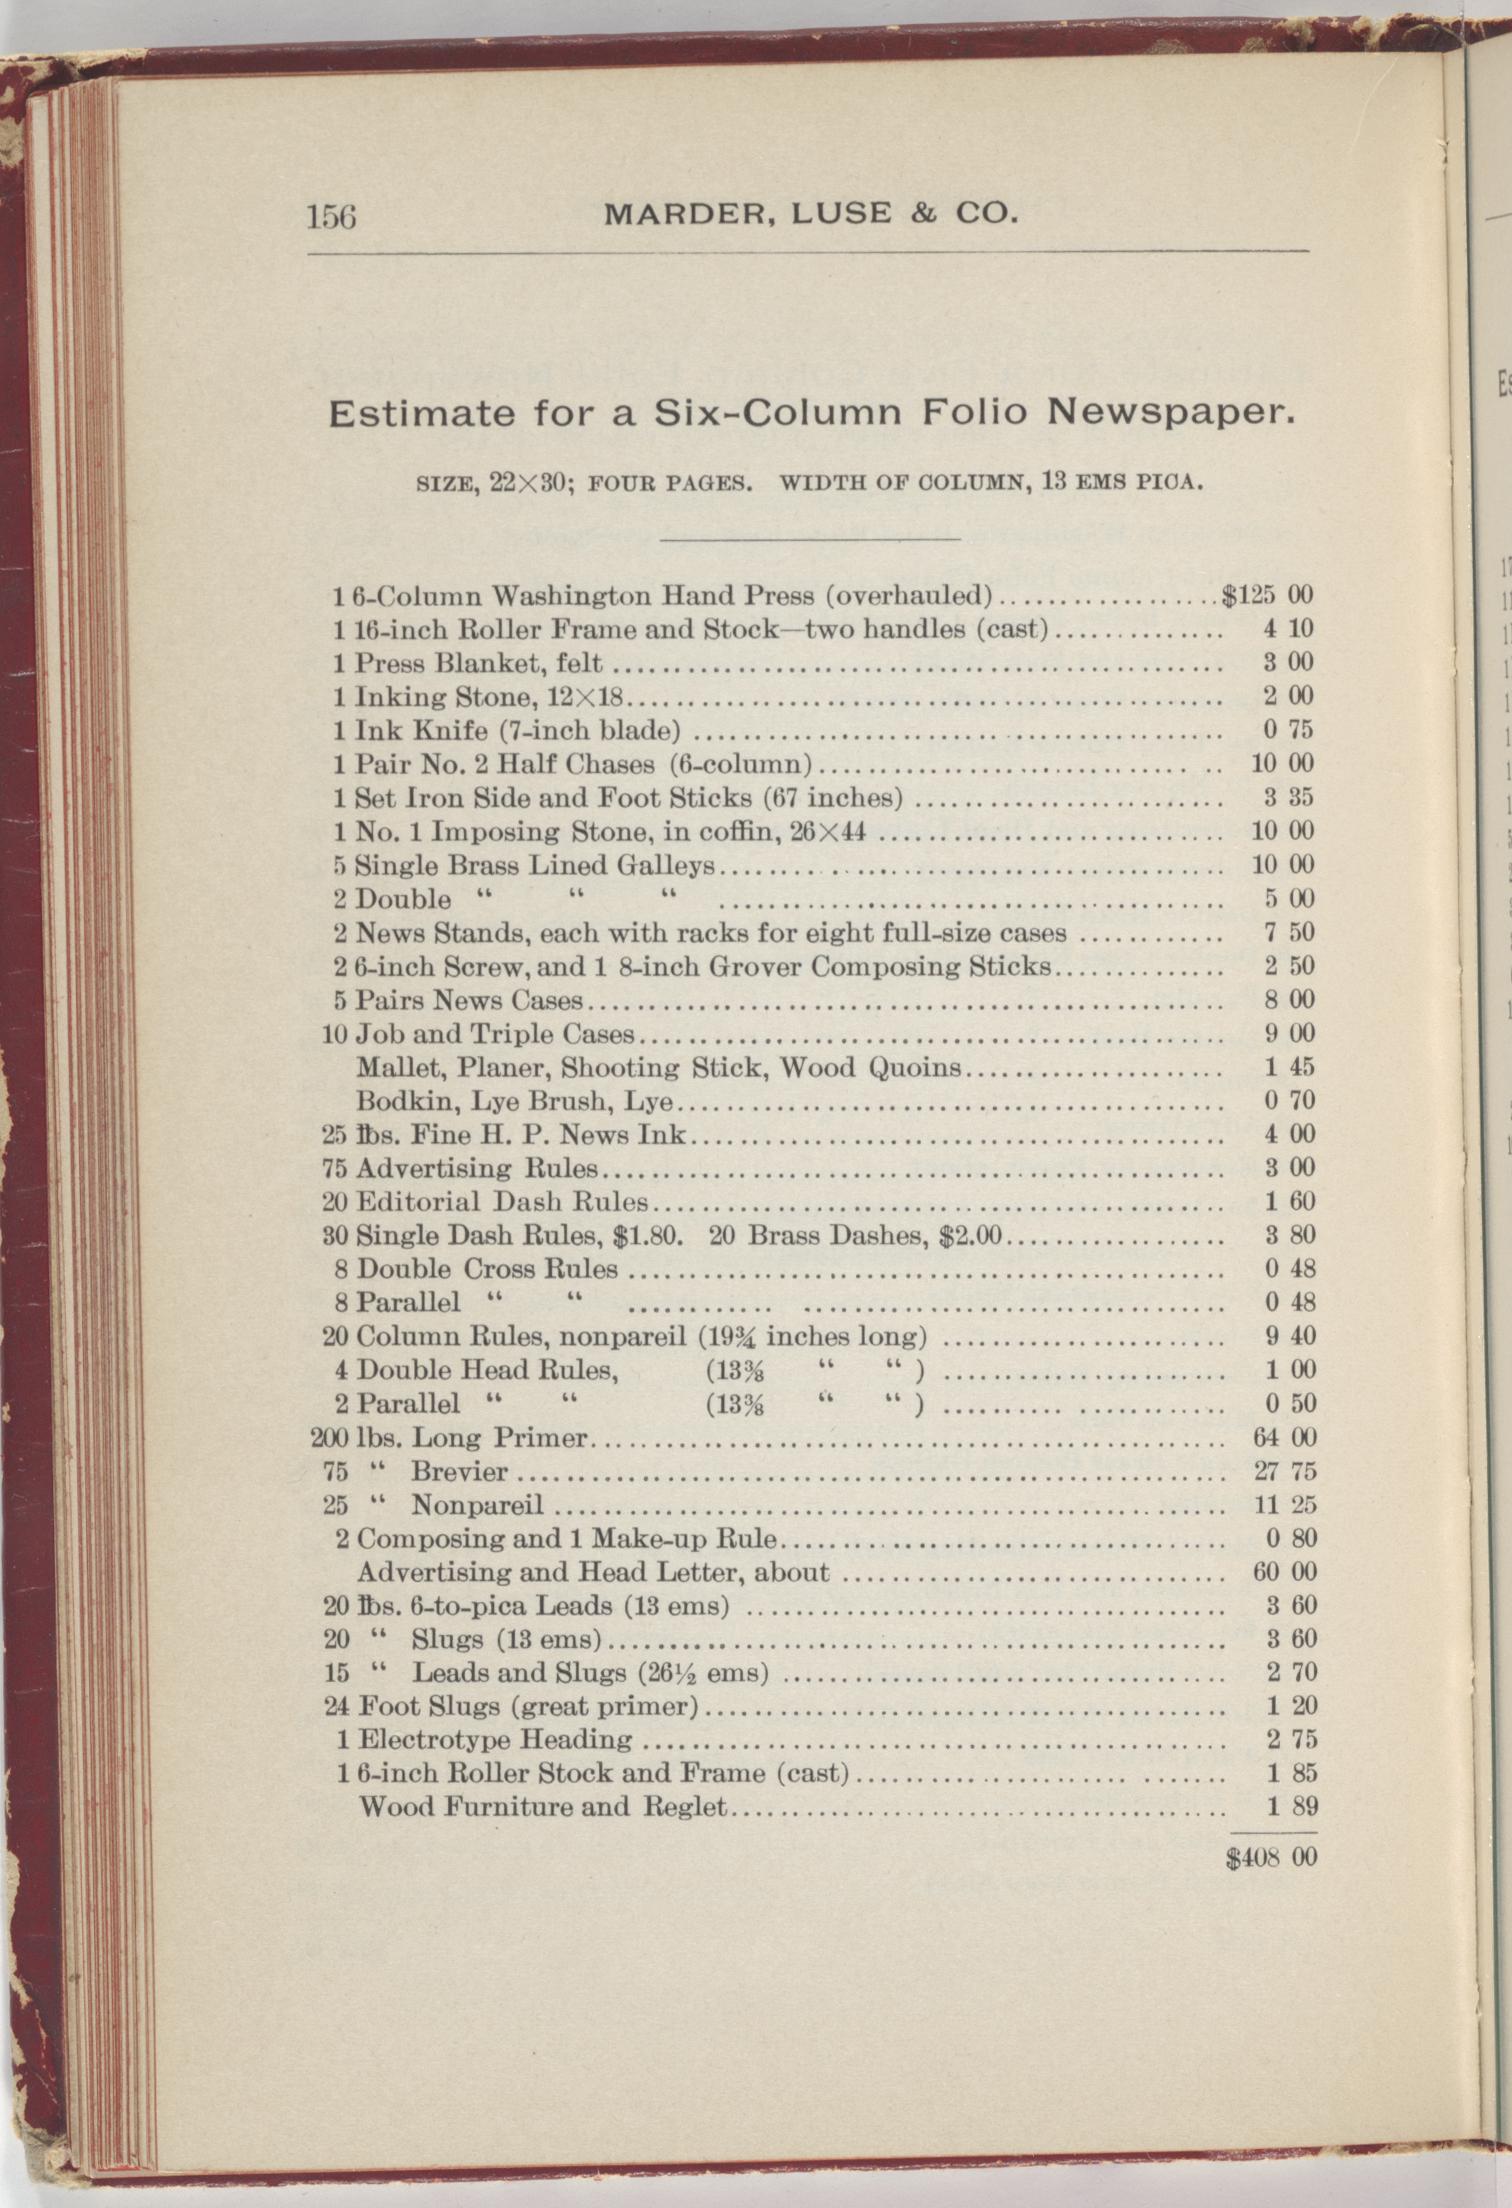 156 MARDER, LUSE & CO.
Estimate for a Six-Column Folio Newspaper.
SIZE, 22×30; FOUR PAGES. WIDTH OF COLUMN, 13 EMS PICA.
1 6-Column Washington Hand Press (overhauled)..................$125 00
1 16-inch Roller Frame and Stock—two handles (cast).............. 4 10
1 Press Blanket, felt .................................................. 3 00
1 Inking Stone, 12×18................................................. 2 00
1 Ink Knife (7-inch blade) ........................................... 0 75
1 Pair No. 2 Half Chases (6-column).............................. .. 10 00
1 Set Iron Side and Foot Sticks (67 inches) ......................... 3 35
1 No. 1 Imposing Stone, in coffin, 26×44 ............................ 10 00
5 Single Brass Lined Galleys......................................... 10 00
2 Double “ “ “ ......................................... 5 00
2 News Stands, each with racks for eight full-size cases ............ 7 50
2 6-inch Screw, and 1 8-inch Grover Composing Sticks.............. 2 50
5 Pairs News Cases.................................................... 8 00
10 Job and Triple Cases................................................ 9 00
Mallet, Planer, Shooting Stick, Wood Quoins..................... 1 45
Bodkin, Lye Brush, Lye............................................ 0 70
25 lbs. Fine H. P. News Ink........................................... 4 00
75 Advertising Rules................................................... 3 00
20 Editorial Dash Rules............................................... 1 60
30 Single Dash Rules, $1.80. 20 Brass Dashes, $2.00.................. 3 80
8 Double Cross Rules ................................................. 0 48
8 Parallel “ “ ............ .................................. 0 48
20 Column Rules, nonpareil (19¾ inches long) ....................... 9 40
4 Double Head Rules, (13⅜ “ “ ) ....................... 1 00
2 Parallel “ “ (13⅜ “ “ ) .......... ............ 0 50
200 lbs. Long Primer.................................................... 64 00
75 “ Brevier .......................................................... 27 75
25 “ Nonpareil ....................................................... 11 25
2 Composing and 1 Make-up Rule.................................... 0 80
Advertising and Head Letter, about ............................... 60 00
20 lbs. 6-to-pica Leads (13 ems) ....................................... 3 60
20 “ Slugs (13 ems).................................................. 3 60
15 “ Leads and Slugs (26½ ems) .................................... 2 70
24 Foot Slugs (great primer).......................................... 1 20
1 Electrotype Heading ............................................... 2 75
1 6-inch Roller Stock and Frame (cast)...................... ....... 1 85
Wood Furniture and Reglet........................................ 1 89
$408 00